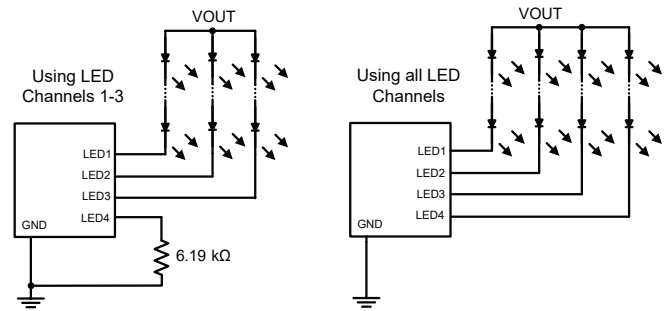 VOUT
Using LED
Channels 1-3
LED1
LED2
LED3
LED4
GND
6.19 kΩ
VOUT
Using all LED
Channels
LED1
LED2
LED3
LED4
GND